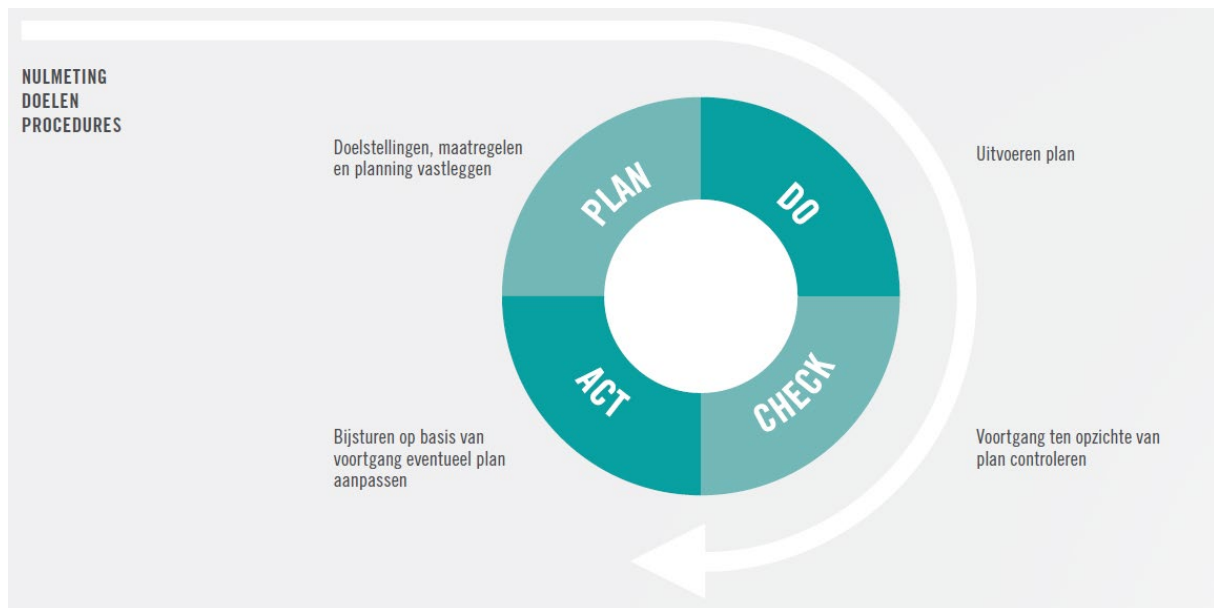 NULMETING
DOELEN
PROCEDURES
Doelstellingen, maatregelen
en planning vastleggen
PLAN
DO
Uitvoeren plan
ACT
CHECK
Bijsturen op basis van
voortgang eventueel plan
aanpassen
Voortgang ten opzichte van
plan controleren